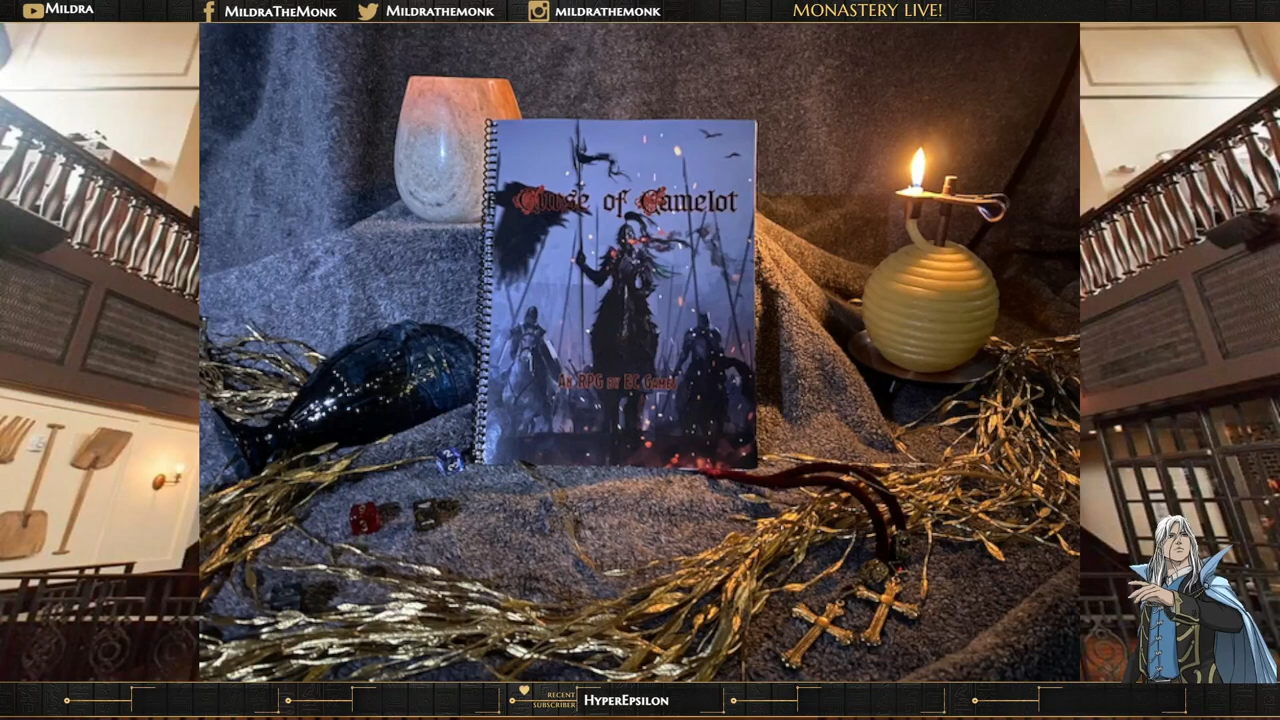 Mildra
MildraTheMonk
Mildrathemonk
mildrathemonk
MONASTERY LIVE!
Curse of Camelot
An RPG by EC Games
RECENT
SUBSCRIBER
HyperEpsilon